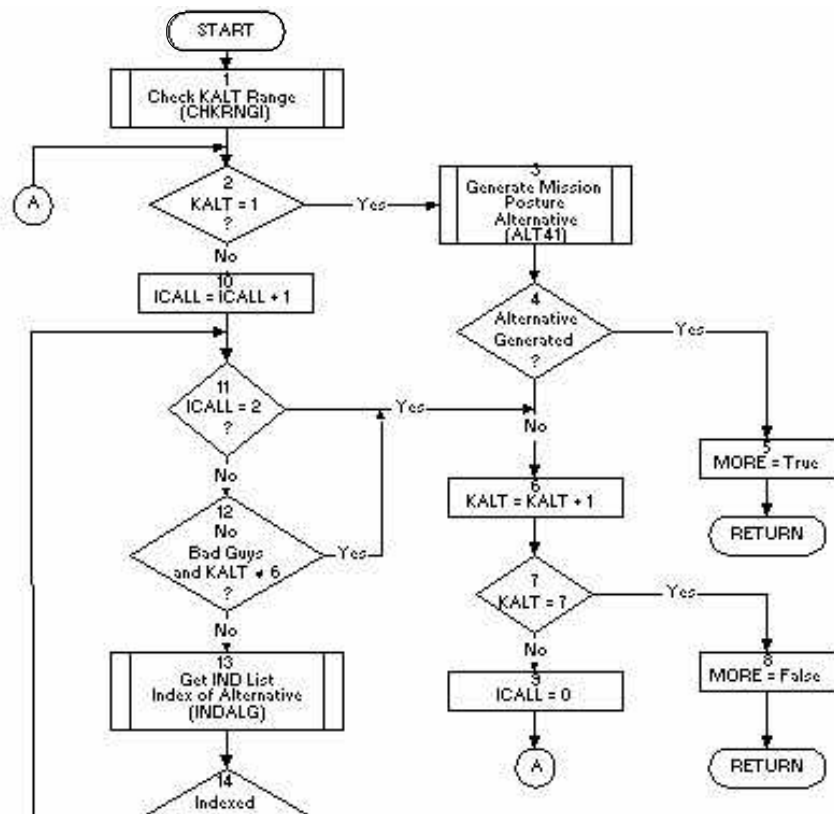 START
1
Check KALT Range
(CHKRNGI)
A
2
KALT = 1
?
Yes
3
Generate Mission
Posture
Alternative
(ALT41)
No
10
ICALL = ICALL + 1
4
Alternative
Generated
?
Yes
11
ICALL = 2
?
Yes
No
No
5
MORE = True
RETURN
6
KALT = KALT + 1
12
No
Bad Guys
and KALT ≠ 6
?
Yes
No
7
KALT = 7
?
Yes
No
8
MORE = False
RETURN
9
ICALL = 0
A
13
Get IND List
Index of Alternative
(INDALG)
14
Indexed